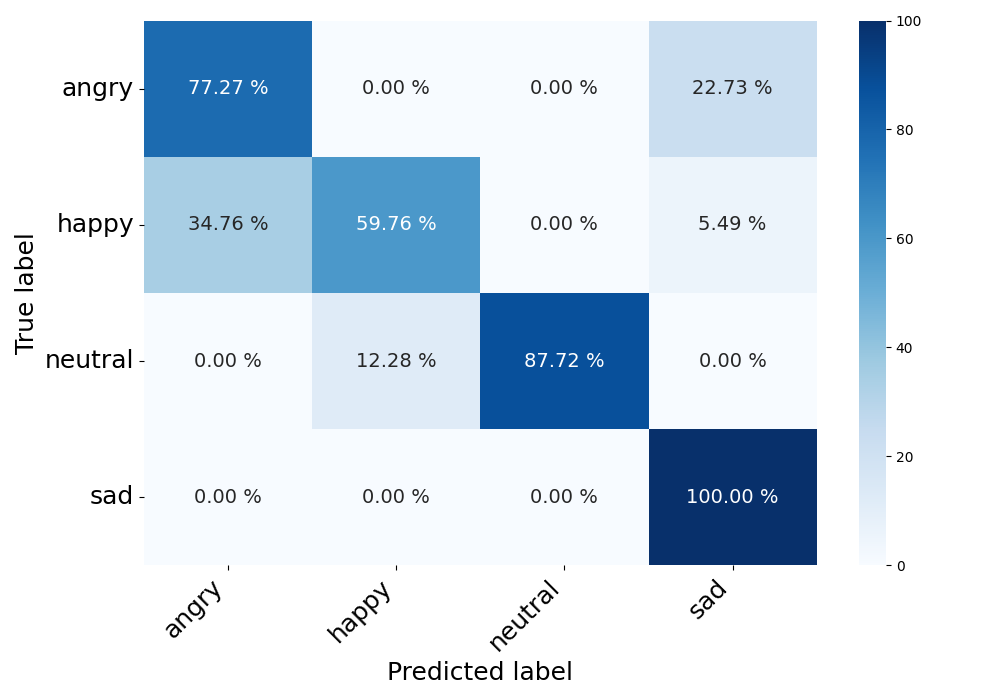 angry 77.27 % 0.00 % 0.00 % 22.73 %
happy 34.76 % 59.76 % 0.00 % 5.49 %
neutral 0.00 % 12.28 % 87.72 % 0.00 %
sad 0.00 % 0.00 % 0.00 % 100.00 %
angry happy neutral sad
Predicted label
True label
100
80
60
40
20
0